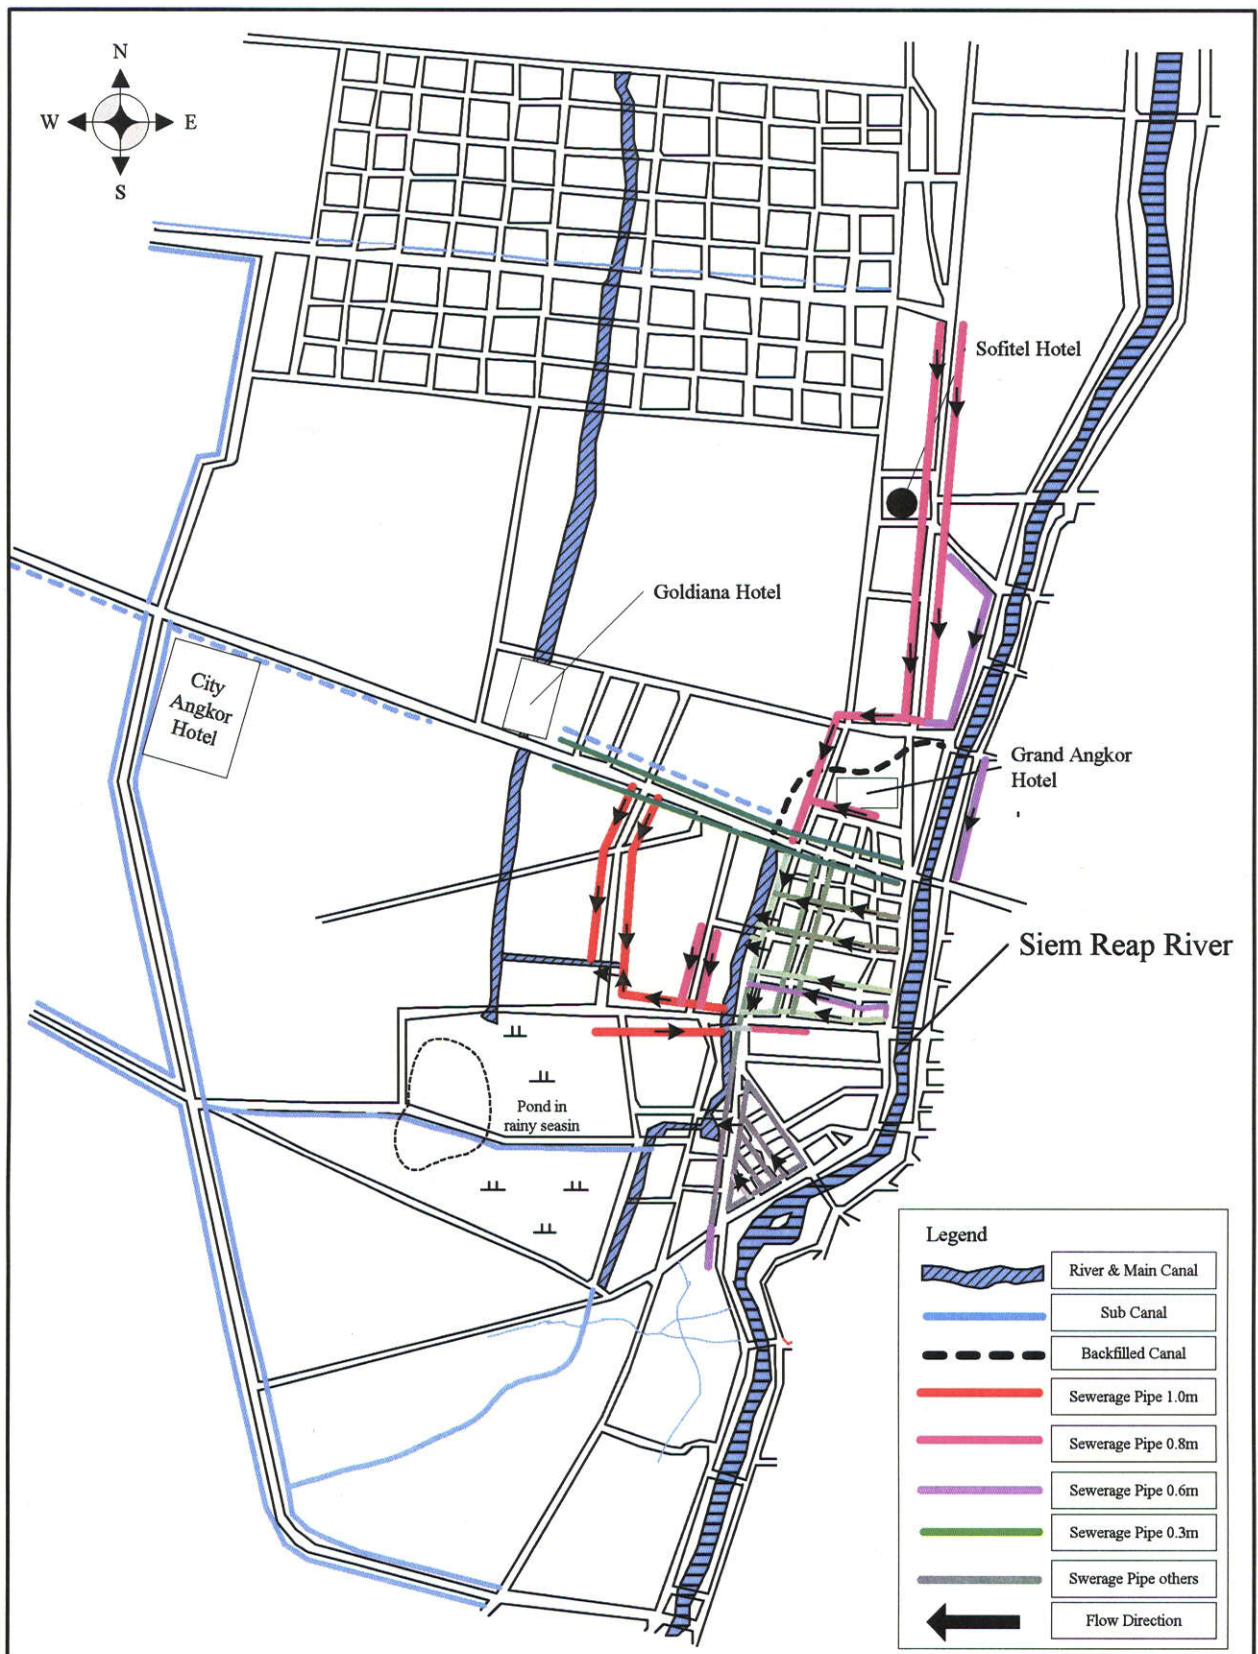 N
W
E
S
Sofitel Hotel
Goldiana Hotel
City
Angkor
Hotel
Grand Angkor
Hotel
Siem Reap River
Pond in
rainy seasin
Legend
River & Main Canal
Sub Canal
Backfilled Canal
Sewerage Pipe 1.0m
Sewerage Pipe 0.8m
Sewerage Pipe 0.6m
Sewerage Pipe 0.3m
Swerage Pipe others
Flow Direction